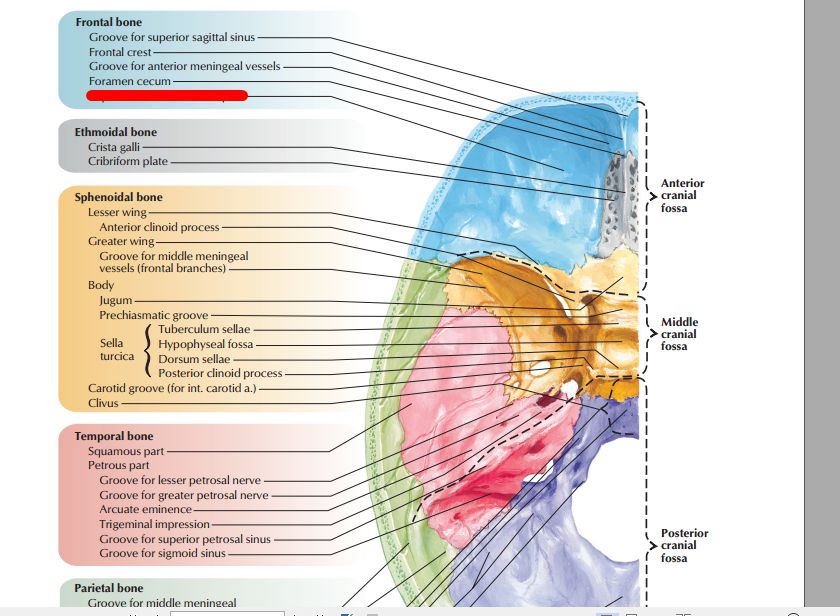 Frontal bone
Groove for superior sagittal sinus
Frontal crest
Groove for anterior meningeal vessels
Foramen cecum
Ethmoidal bone
Crista galli
Cribriform plate
Sphenoidal bone
Lesser wing
Anterior clinoid process
Greater wing
Groove for middle meningeal
vessels (frontal branches)
Body
Jugum
Prechiasmatic groove
Sella
turcica
Tuberculum sellae
Hypophyseal fossa
Dorsum sellae
Posterior clinoid process
Carotid groove (for int. carotid a.)
Clivus
Temporal bone
Squamous part
Petrous part
Groove for lesser petrosal nerve
Groove for greater petrosal nerve
Arcuate eminence
Trigeminal impression
Groove for superior petrosal sinus
Groove for sigmoid sinus
Parietal bone
Groove for middle meningeal
Anterior
cranial
fossa
Middle
cranial
fossa
Posterior
cranial
fossa